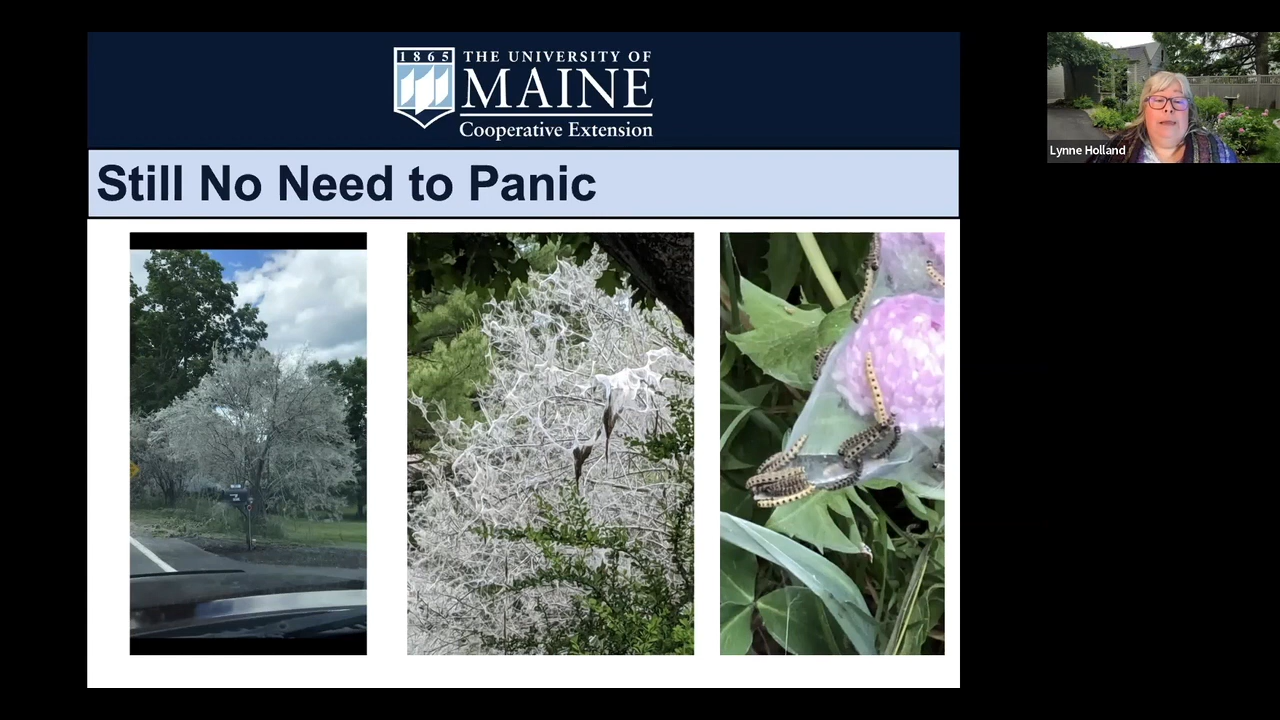 1865
THE UNIVERSITY OF
MAINE
Cooperative Extension
Still No Need to Panic
Lynne Holland